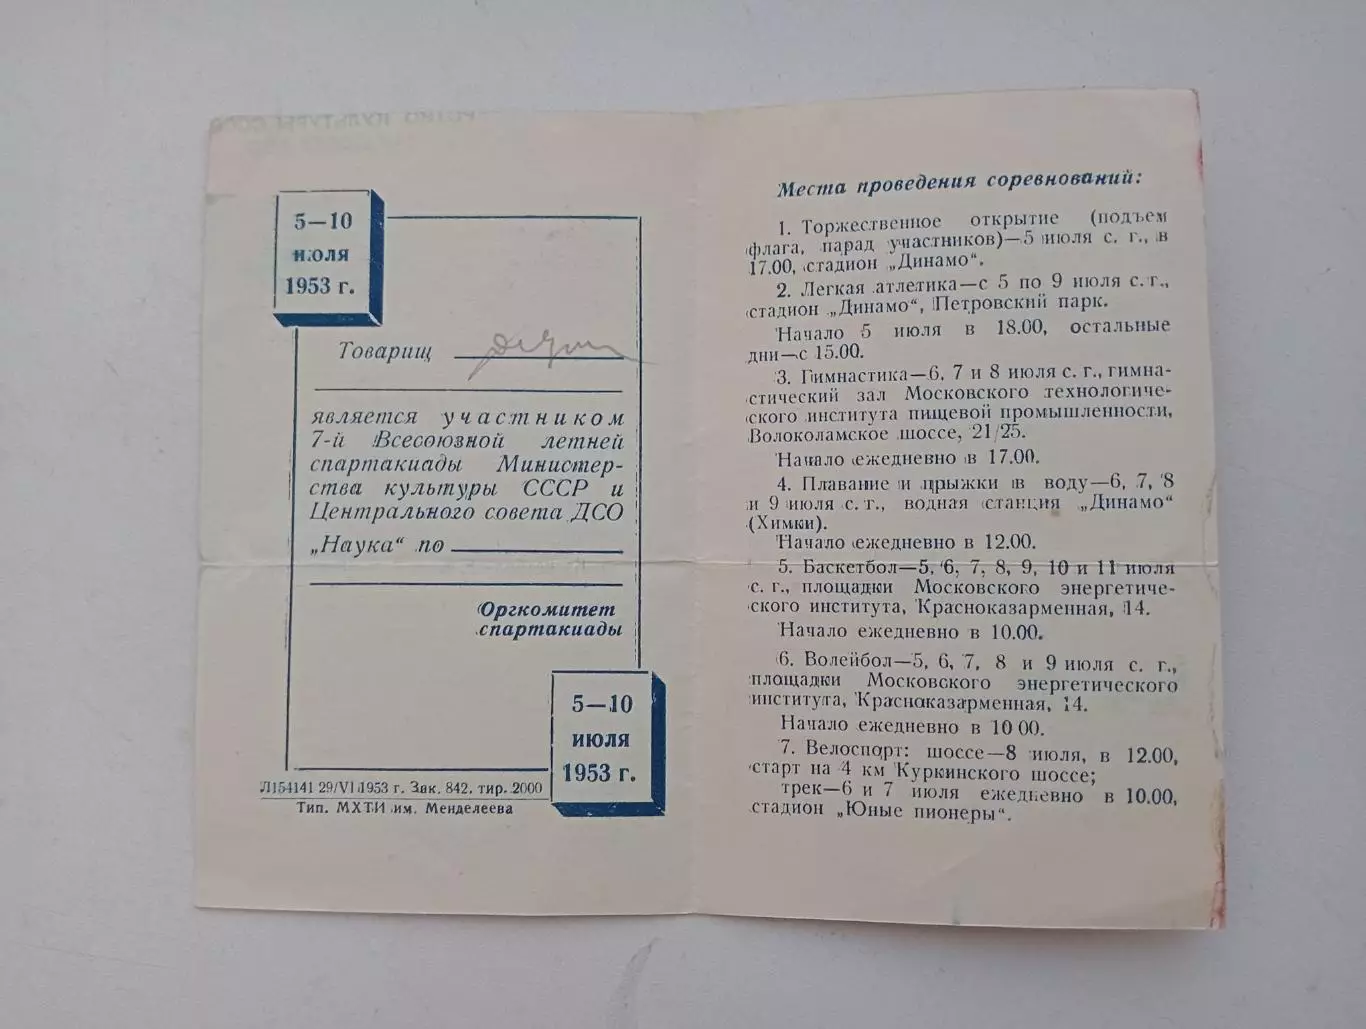 5—10
июля
1953 г.
Товарищ
является участником
7-й Всесоюзной летней
спартакиады Министер-
ства культуры СССР и
Центрального совета ДСО
„Наука“ по
Оргкомитет
спартакиады
5—10
июля
1953 г.
Л154141 29/VI 1953 г. Зак. 842. тир. 2000
Тип. МХТИ им. Менделеева
Места проведения соревнований:
1. Торжественное открытие (подъем
флага, парад участников)—5 июля с. г., в
17.00, стадион „Динамо“.
2. Легкая атлетика—с 5 по 9 июля с. г.,
стадион „Динамо“, Петровский парк.
Начало 5 июля в 18.00, остальные
дни—с 15.00.
3. Гимнастика—6, 7 и 8 июля с. г., гимна-
стический зал Московского технологиче-
ского института пищевой промышленности,
Волоколамское шоссе, 21/25.
Начало ежедневно в 17.00.
4. Плавание и прыжки в воду—6, 7, 8
и 9 июля с. г., водная станция „Динамо“
(Химки).
Начало ежедневно в 12.00.
5. Баскетбол—5, 6, 7, 8, 9, 10 и 11 июля
с. г., площадки Московского энергетиче-
ского института, Красноказарменная, 14.
Начало ежедневно в 10.00.
6. Волейбол—5, 6, 7, 8 и 9 июля с. г.,
площадки Московского энергетического
института, Красноказарменная, 14.
Начало ежедневно в 10 00.
7. Велоспорт: шоссе—8 июля, в 12.00,
старт на 4 км Куркинского шоссе;
трек—6 и 7 июля ежедневно в 10.00,
стадион „Юные пионеры“.